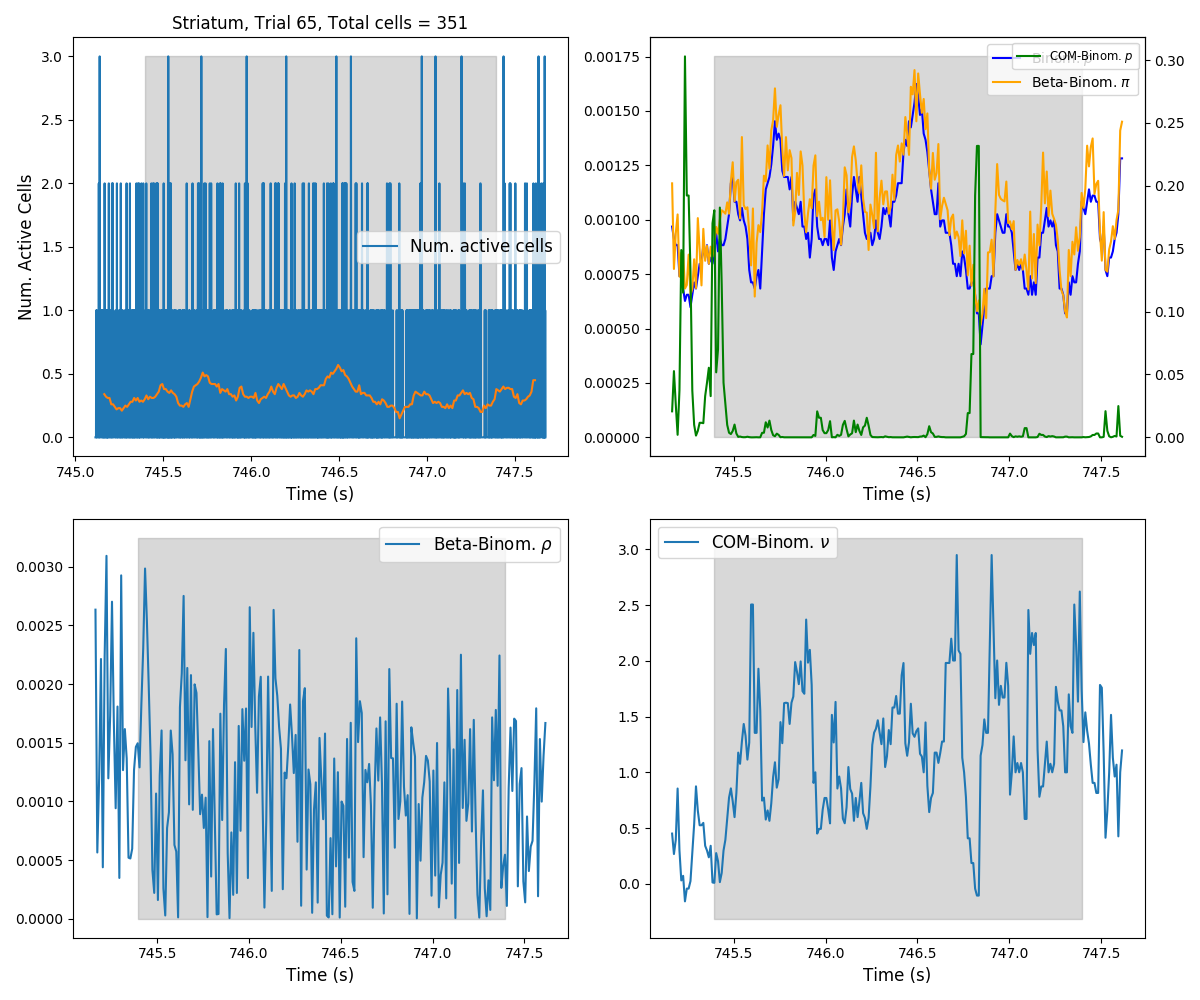 Striatum, Trial 65, Total cells = 351
Num. Active Cells
3.0
2.5
2.0
1.5
1.0
0.5
0.0
Num. active cells
745.0 745.5 746.0 746.5 747.0 747.5
Time (s)
0.00175
0.00150
0.00125
0.00100
0.00075
0.00050
0.00025
0.00000
COM-Binom. p
Beta-Binom. π
0.30
0.25
0.20
0.15
0.10
0.05
0.00
745.5 746.0 746.5 747.0 747.5
Time (s)
0.0030
0.0025
0.0020
0.0015
0.0010
0.0005
0.0000
Beta-Binom. ρ
745.5 746.0 746.5 747.0 747.5
Time (s)
3.0
2.5
2.0
1.5
1.0
0.5
0.0
COM-Binom. ν
745.5 746.0 746.5 747.0 747.5
Time (s)